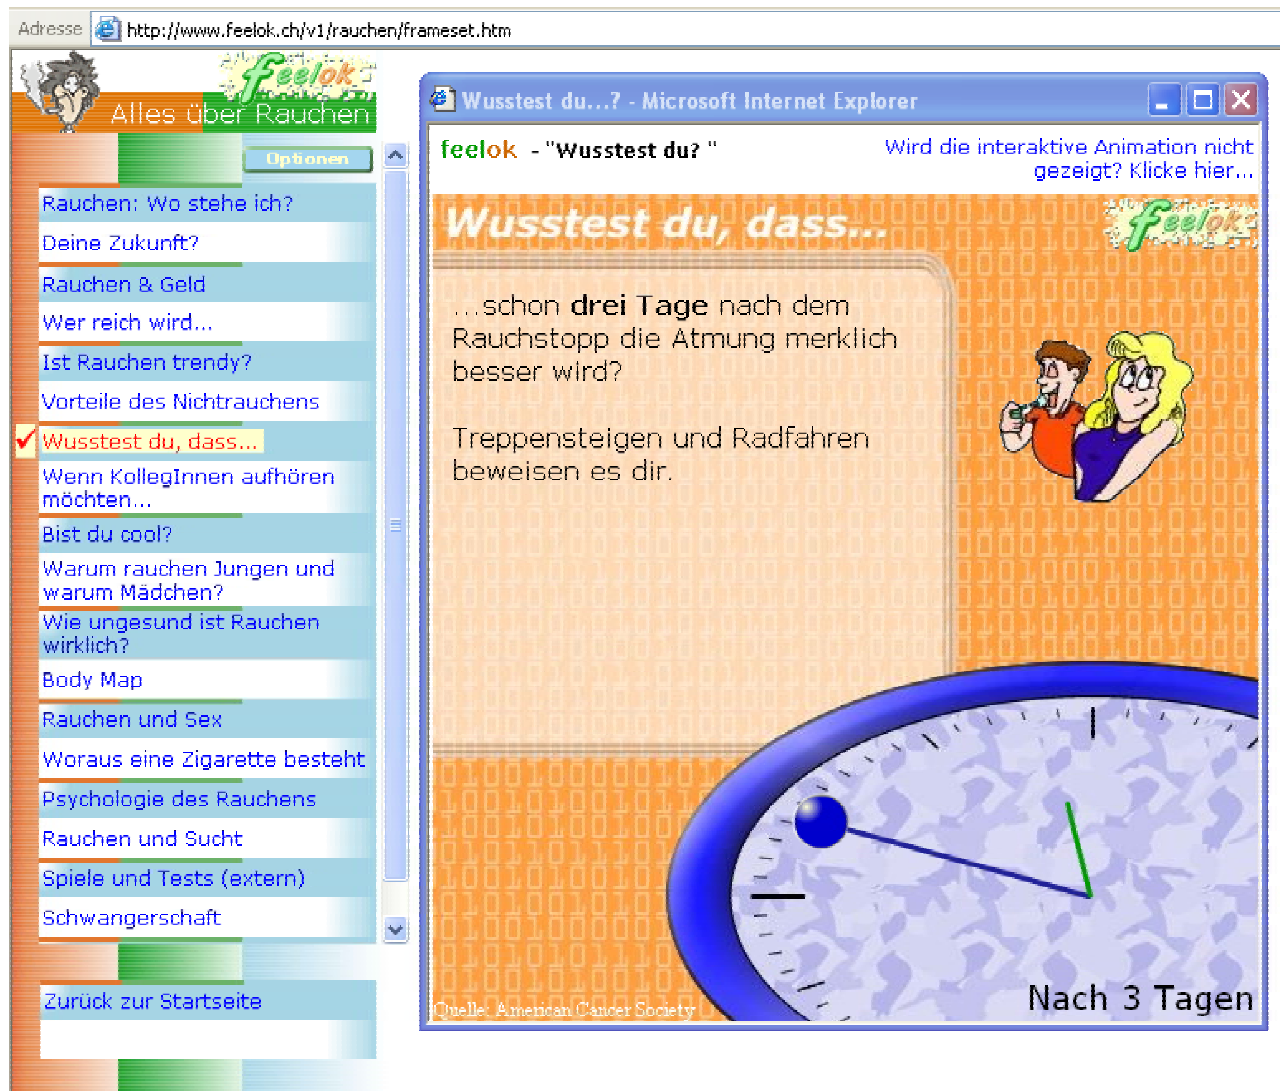 Adresse http://www.feelok.ch/v1/rauchen/frameset.htm
feelok
Alles über Rauchen
Optionen
Rauchen: Wo stehe ich?
Deine Zukunft?
Rauchen & Geld
Wer reich wird...
Ist Rauchen trendy?
Vorteile des Nichtrauchens
Wusstest du, dass...
Wenn KollegInnen aufhören
möchten...
Bist du cool?
Warum rauchen Jungen und
warum Mädchen?
Wie ungesund ist Rauchen
wirklich?
Body Map
Rauchen und Sex
Woraus eine Zigarette besteht
Psychologie des Rauchens
Rauchen und Sucht
Spiele und Tests (extern)
Schwangerschaft
Zurück zur Startseite
Wusstest du...? - Microsoft Internet Explorer
feelok - "Wusstest du? "
Wird die interaktive Animation nicht
gezeigt? Klicke hier...
Wusstest du, dass...
feelok
...schon drei Tage nach dem
Rauchstopp die Atmung merklich
besser wird?
Treppensteigen und Radfahren
beweisen es dir.
Nach 3 Tagen
Quelle: American Cancer Society